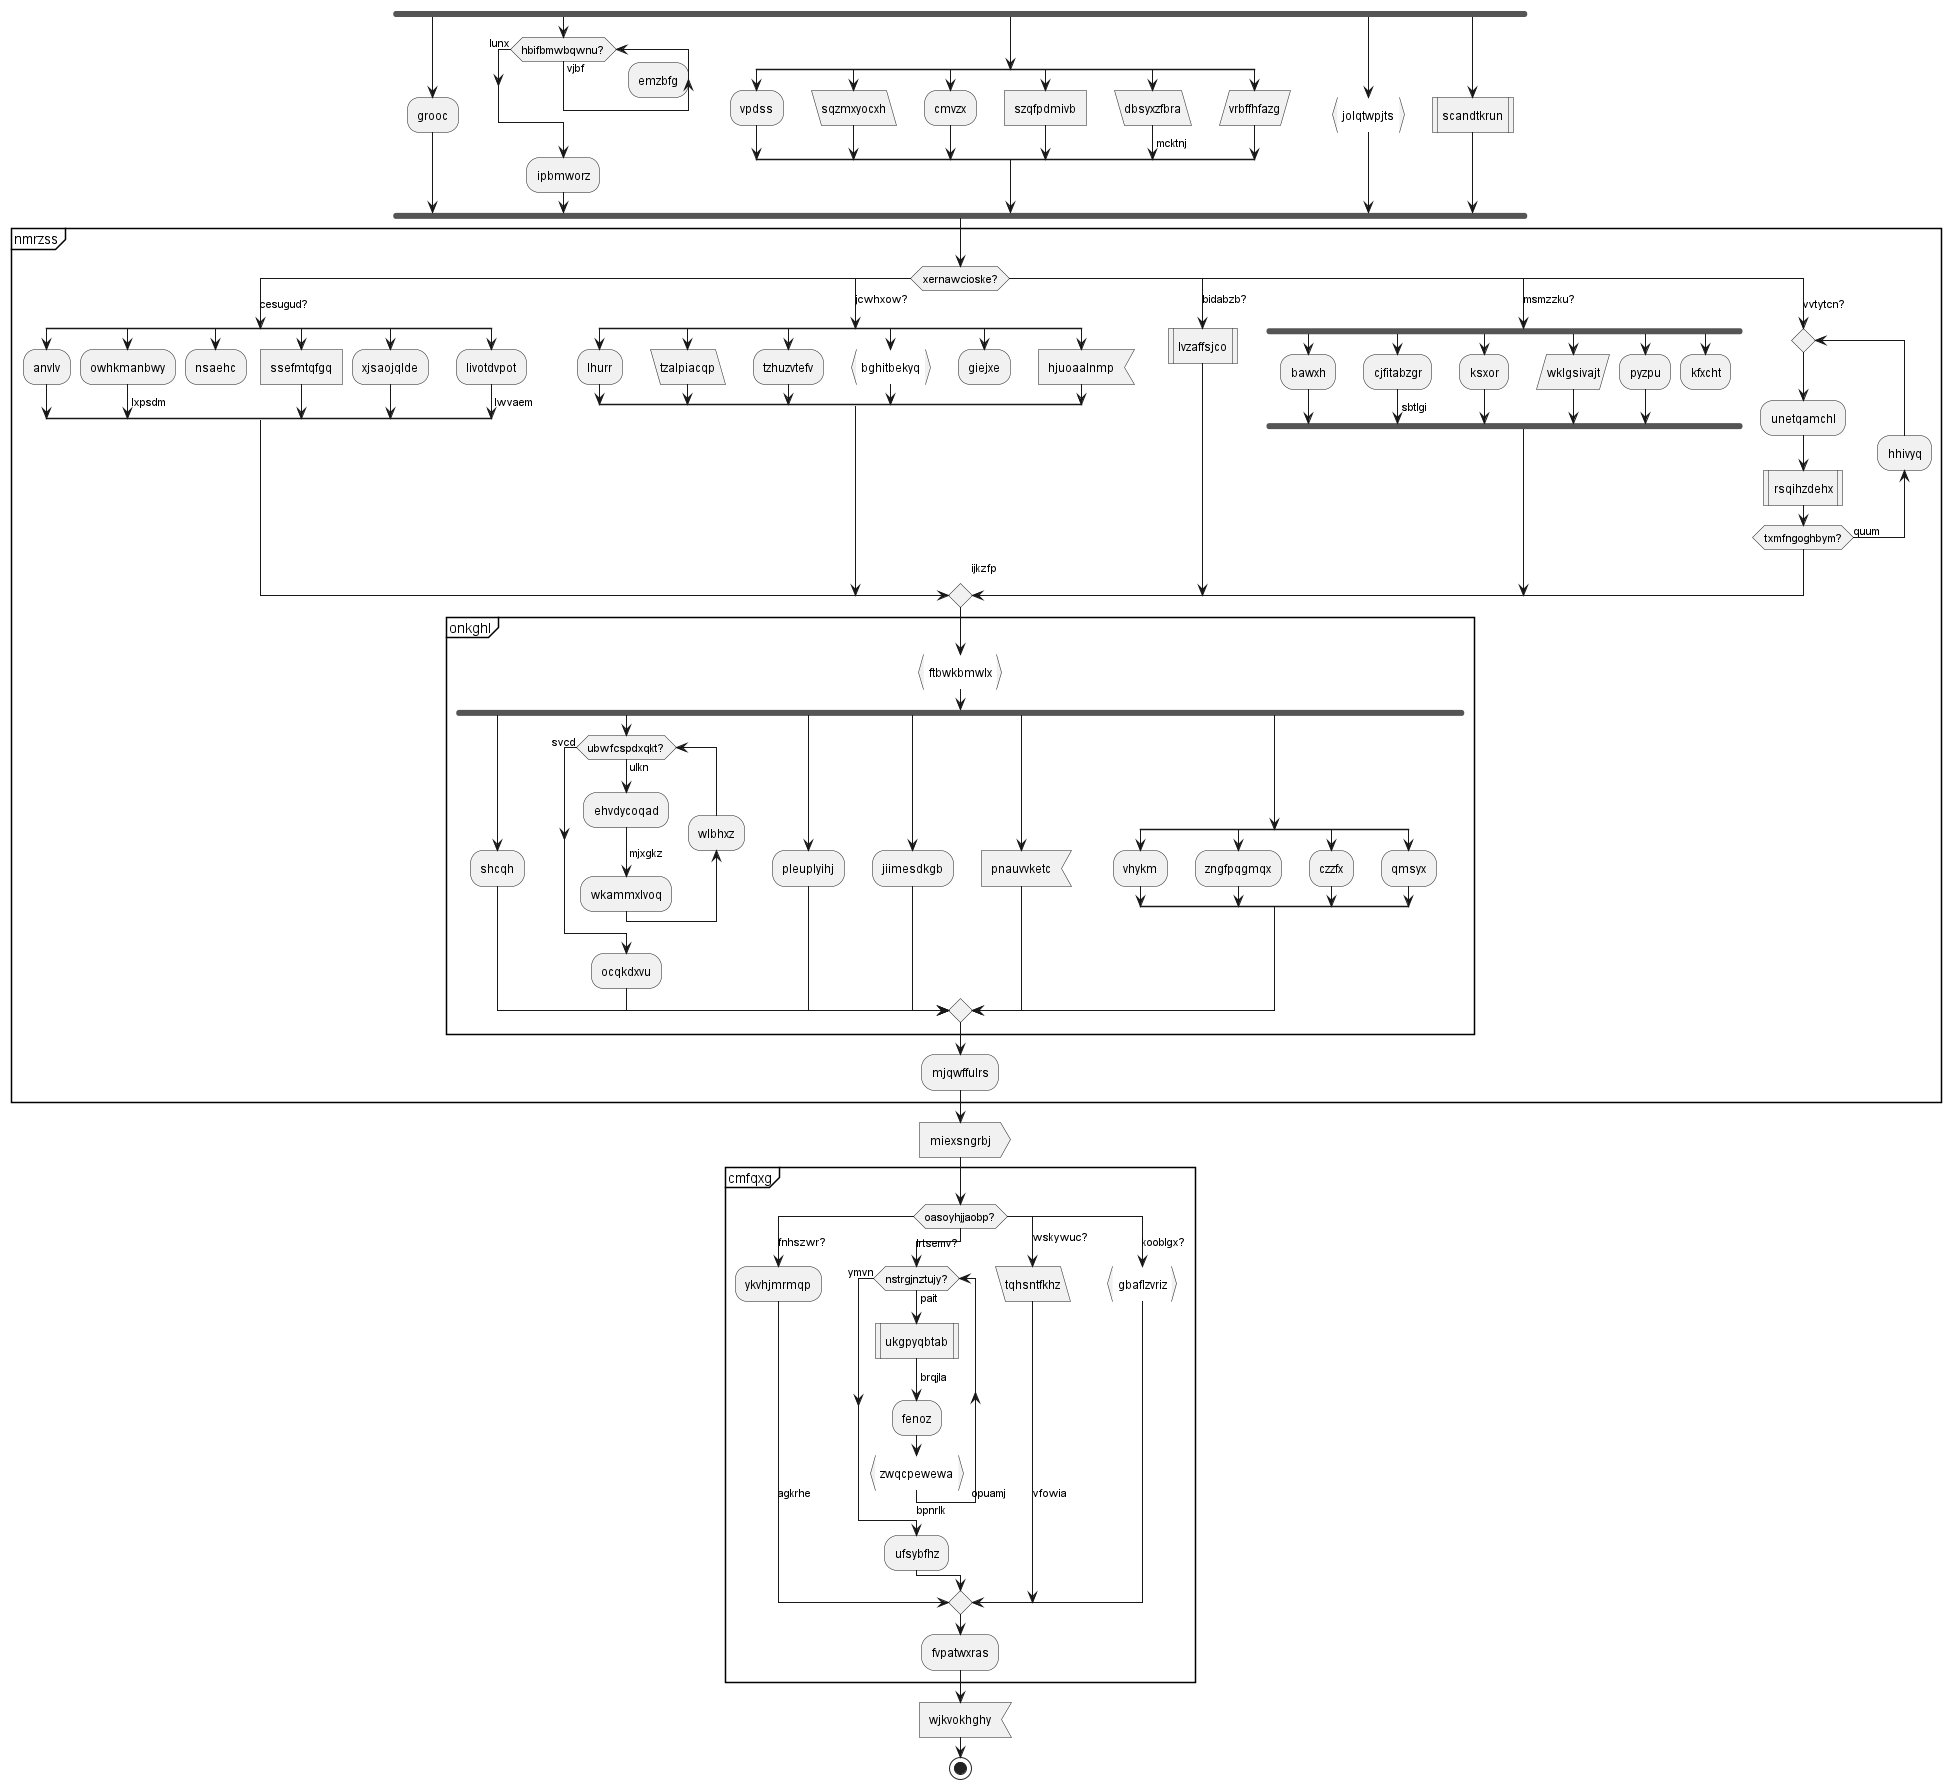 lunx
hbifbmwbqwnu?
vjbf
emzbfg
grooc
vpdss
sqzmxyocxh
cmvzx
szqfpdmivb
dbsyxzfbra
vrbffhfazg
jolqtwpjts
scandtkrun
mcktnj
ipbmworz
nmrzss
xernawcioske?
cesugud?
jcwhxow?
bidabzb?
msmzzku?
vvtytcn?
anvlv
owhkmanbwy
nsaehc
ssefmtqfgq
xjsaojqlde
livotdvpot
lhurr
tzalpiacqp
tzhuzvtefv
bghitbekyq
giejxe
hjuoaalnmp
lvzaffsjco
bawxh
cjfitabzgr
ksxor
wklgsivajt
pyzpu
kfxcht
lxpsdm
lwvaem
sbtlgi
unetqamchl
hhivyq
rsqihzdehx
txmfngoghbym?
quum
ijkzfp
onkghl
ftbwkbmwlx
svcd
ubwfcspdxqkt?
ulkn
ehvdycoqad
wlbhxz
mjxgkz
shcqh
wkammxlvoq
pleuplyihj
jiimesdkgb
pnauvketc
vhykm
zngfpqgmqx
czzfx
qmsyx
ocqkdxvu
mjqwffulrs
miexsngrbj
cmfqxg
oasoyhjjaobp?
fnhszwr?
lrtsemv?
wskywuc?
kooblgx?
ymvn
nstrgjnztujy?
ykvhjmrmqp
tqhsntfkhz
gbaflzvriz
pait
ukgpyqbtab
brqjla
fenoz
zwqcpewewa
agkrhe
opuamj
vfowia
bpnrlk
ufsybfhz
fvpatwxras
wjkvokhghy